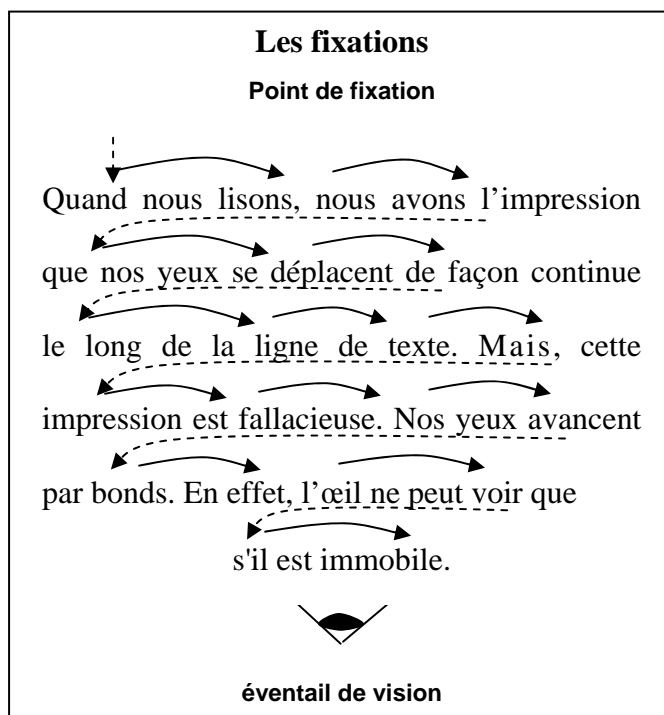 Les fixations
Point de fixation
Quand nous lisons, nous avons l'impression
que nos yeux se déplacent de façon continue
le long de la ligne de texte. Mais, cette
impression est fallacieuse. Nos yeux avancent
par bonds. En effet, l'œil ne peut voir que
s'il est immobile.
éventail de vision